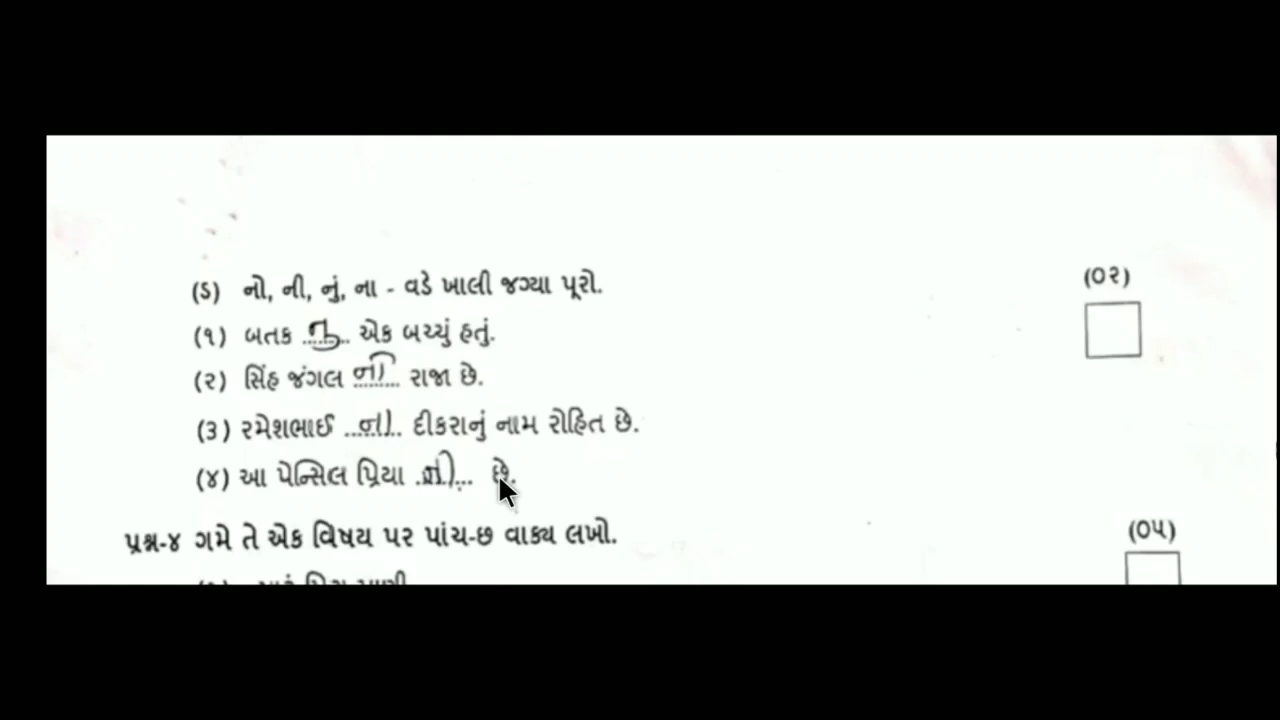 (ડ) નો, ની, નું, ના - વડે ખાલી જગ્યા પૂરો. (૦૨)
(૧) બતક ..નુ.. એક બચ્ચું હતું.
(૨) સિંહ જંગલ ..નો.. રાજા છે.
(૩) રમેશભાઈ ...ના.. દીકરાનું નામ રોહિત છે.
(૪) આ પેન્સિલ પ્રિયા ..ની... છે.
પ્રશ્ન-૪ ગમે તે એક વિષય પર પાંચ-છ વાક્ય લખો. (૦૫)